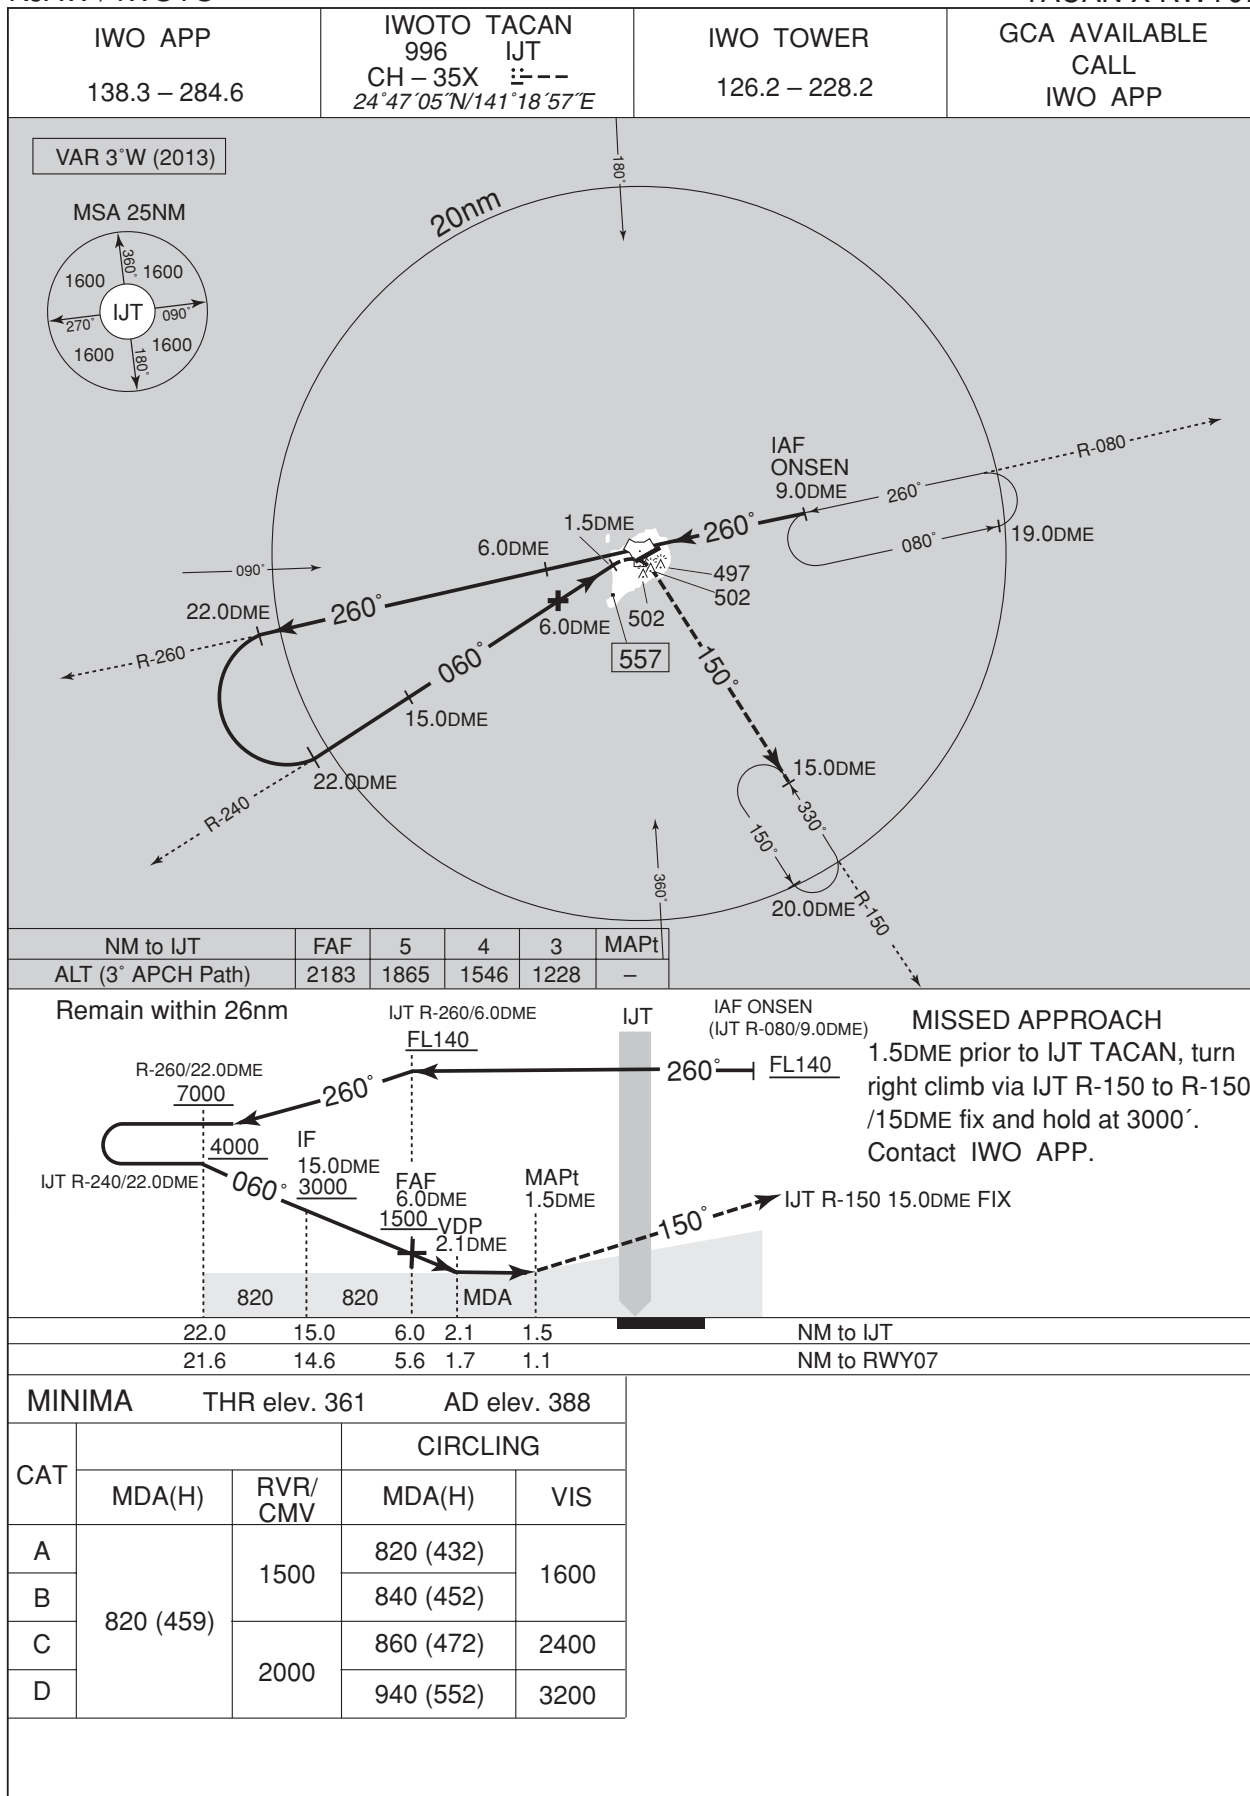 IWO APP
138.3 – 284.6
IWOTO TACAN
996 IJT
CH – 35X
24°47´05˝N/141°18´57˝E
IWO TOWER
126.2 – 228.2
GCA AVAILABLE
CALL
IWO APP
VAR 3°W (2013)
MSA 25NM
360°
1600
1600
IJT
270°
090°
1600
1600
180°
20nm
180°
R-080
IAF
ONSEN
9.0DME
260°
080°
19.0DME
260°
1.5DME
6.0DME
090°
497
502
502
557
22.0DME
260°
6.0DME
R-260
060°
150°
15.0DME
15.0DME
22.0DME
R-240
330°
150°
360°
20.0DME
R-150
NM to IJT FAF 5 4 3 MAPt
ALT (3° APCH Path) 2183 1865 1546 1228 –
Remain within 26nm
IJT R-260/6.0DME
FL140
IJT
IAF ONSEN
(IJT R-080/9.0DME)
260°
FL140
R-260/22.0DME
7000
260°
4000
IJT R-240/22.0DME
060°
IF
15.0DME
3000
FAF
6.0DME
1500
VDP
2.1DME
MAPt
1.5DME
150°
IJT R-150 15.0DME FIX
820
820
MDA
MISSED APPROACH
1.5DME prior to IJT TACAN, turn
right climb via IJT R-150 to R-150
/15DME fix and hold at 3000´.
Contact IWO APP.
22.0 15.0 6.0 2.1 1.5 NM to IJT
21.6 14.6 5.6 1.7 1.1 NM to RWY07
MINIMA THR elev. 361 AD elev. 388
CAT
CIRCLING
MDA(H)
RVR/
CMV
MDA(H)
VIS
A 820 (459) 1500 820 (432) 1600
B 840 (452)
C 2000 860 (472) 2400
D 940 (552) 3200